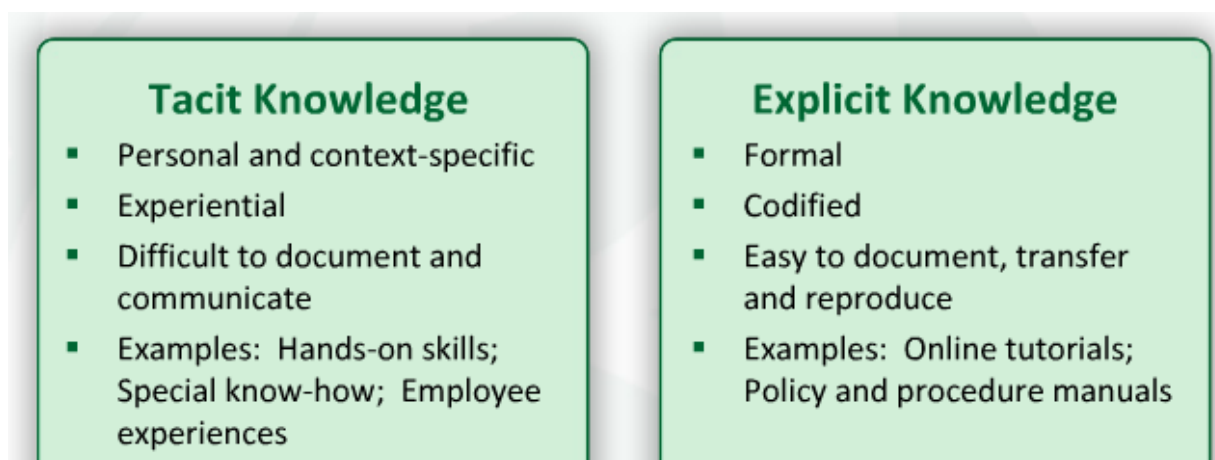 Tacit Knowledge
▪ Personal and context-specific
▪ Experiential
▪ Difficult to document and
communicate
▪ Examples: Hands-on skills;
Special know-how; Employee
experiences
Explicit Knowledge
▪ Formal
▪ Codified
▪ Easy to document, transfer
and reproduce
▪ Examples: Online tutorials;
Policy and procedure manuals